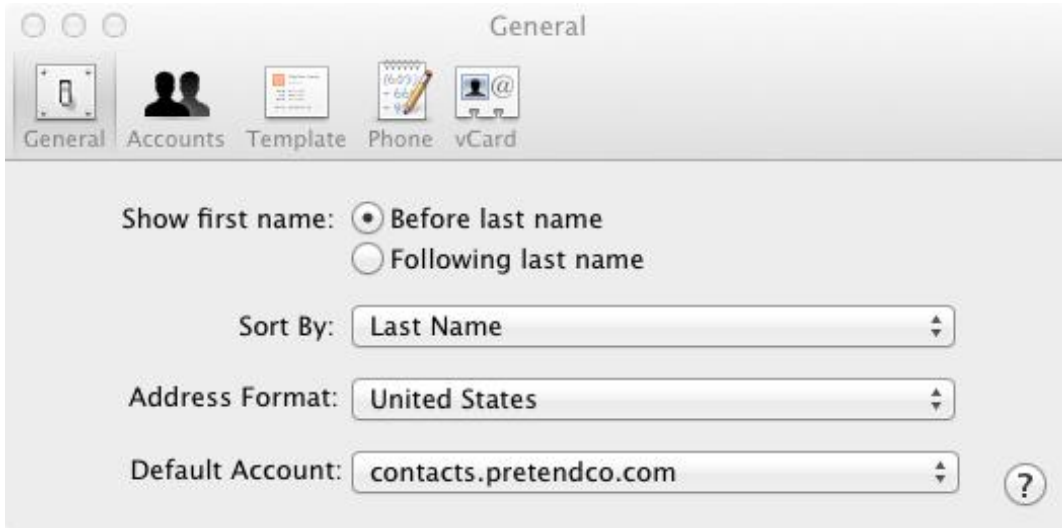 General
General Accounts Template Phone vCard
Show first name: Before last name
Following last name
Sort By: Last Name
Address Format: United States
Default Account: contacts.pretendco.com
?